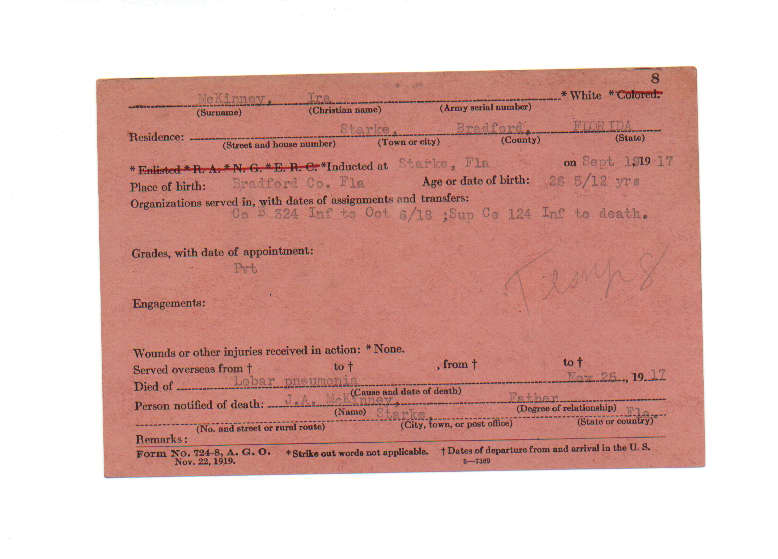 8
McKinney, Ira * White * Colored.
(Surname) (Christian name) (Army serial number)
Residence: Starke, Bradford, FLORIDA
(Street and house number) (Town or city) (County) (State)
* Enlisted * R. A. * N. G. * E. R. C. * Inducted at Starke, Fla on Sept 19 17
Place of birth: Bradford Co. Fla Age or date of birth: 26 5/12 yrs
Organizations served in, with dates of assignments and transfers:
Co D 324 Inf to Oct 6/18 ;Sup Co 124 Inf to death.
Grades, with date of appointment:
Pvt
Engagements:
Wounds or other injuries received in action: * None.
Served overseas from † to † , from † to †
Died of Lobar pneumonia Nov 25 , 19 17
(Cause and date of death)
Person notified of death: J.A. McKinney, Father
(Name) (Degree of relationship)
Starke, Fla.
(No. and street or rural route) (City, town, or post office) (State or country)
Remarks:
Form No. 724-8, A. G. O. * Strike out words not applicable. † Dates of departure from and arrival in the U. S.
Nov. 22, 1919. 3—7369